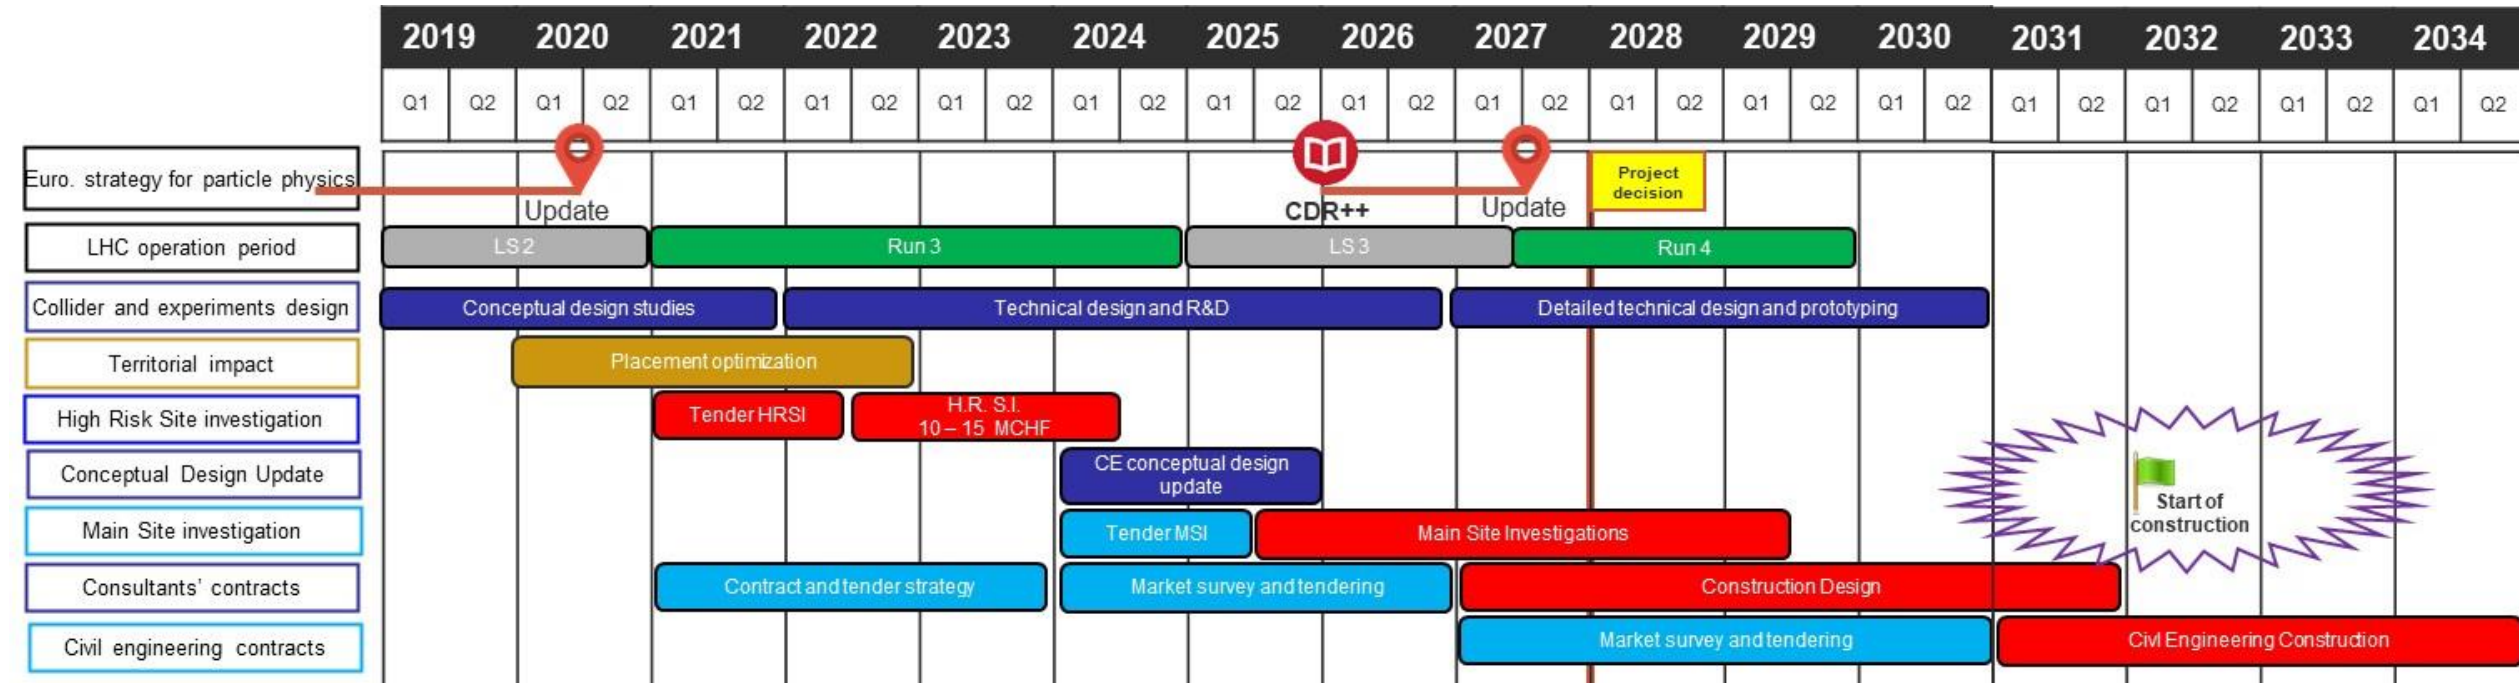 2019 2020 2021 2022 2023 2024 2025 2026 2027 2028 2029 2030 2031 2032 2033 2034
Q1 Q2 Q1 Q2 Q1 Q2 Q1 Q2 Q1 Q2 Q1 Q2 Q1 Q2 Q1 Q2 Q1 Q2 Q1 Q2 Q1 Q2 Q1 Q2 Q1 Q2 Q1 Q2 Q1 Q2 Q1 Q2
Euro. strategy for particle physics
Update
CDR++
Update
Project
decision
LHC operation period
LS 2
Run 3
LS 3
Run 4
Collider and experiments design
Conceptual design studies
Technical design and R&D
Detailed technical design and prototyping
Territorial impact
Placement optimization
High Risk Site investigation
Tender HRSI
H.R. S.I.
10 – 15 MCHF
Conceptual Design Update
CE conceptual design
update
Start of
construction
Main Site investigation
Tender MSI
Main Site Investigations
Consultants' contracts
Contract and tender strategy
Market survey and tendering
Construction Design
Civil engineering contracts
Market survey and tendering
Civl Engineering Construction